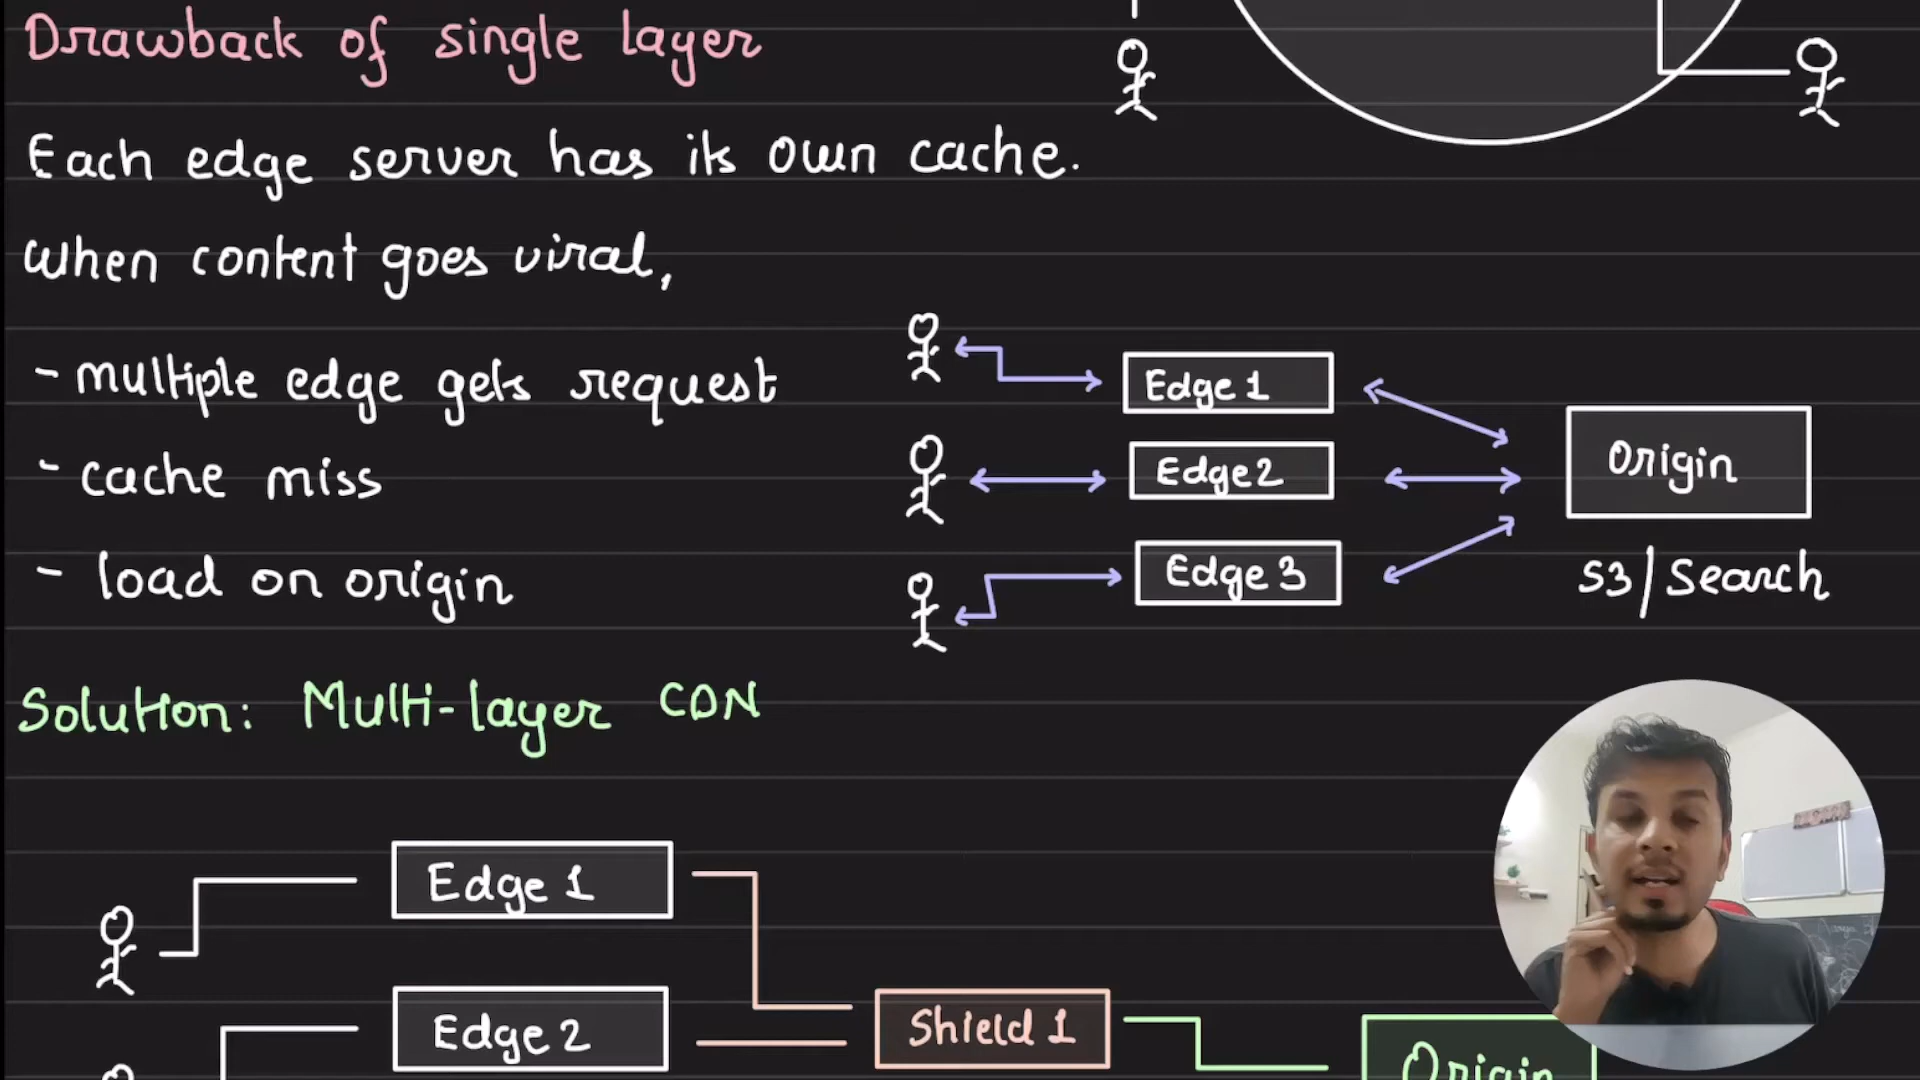 Drawback of single layer
Each edge server has its own cache.
When content goes viral,
- multiple edge gets request
- cache miss
- load on origin
Edge 1
Edge 2
Edge 3
Origin
S3/Search
Solution: Multi-layer CDN
Edge 1
Edge 2
Shield 1
Origin